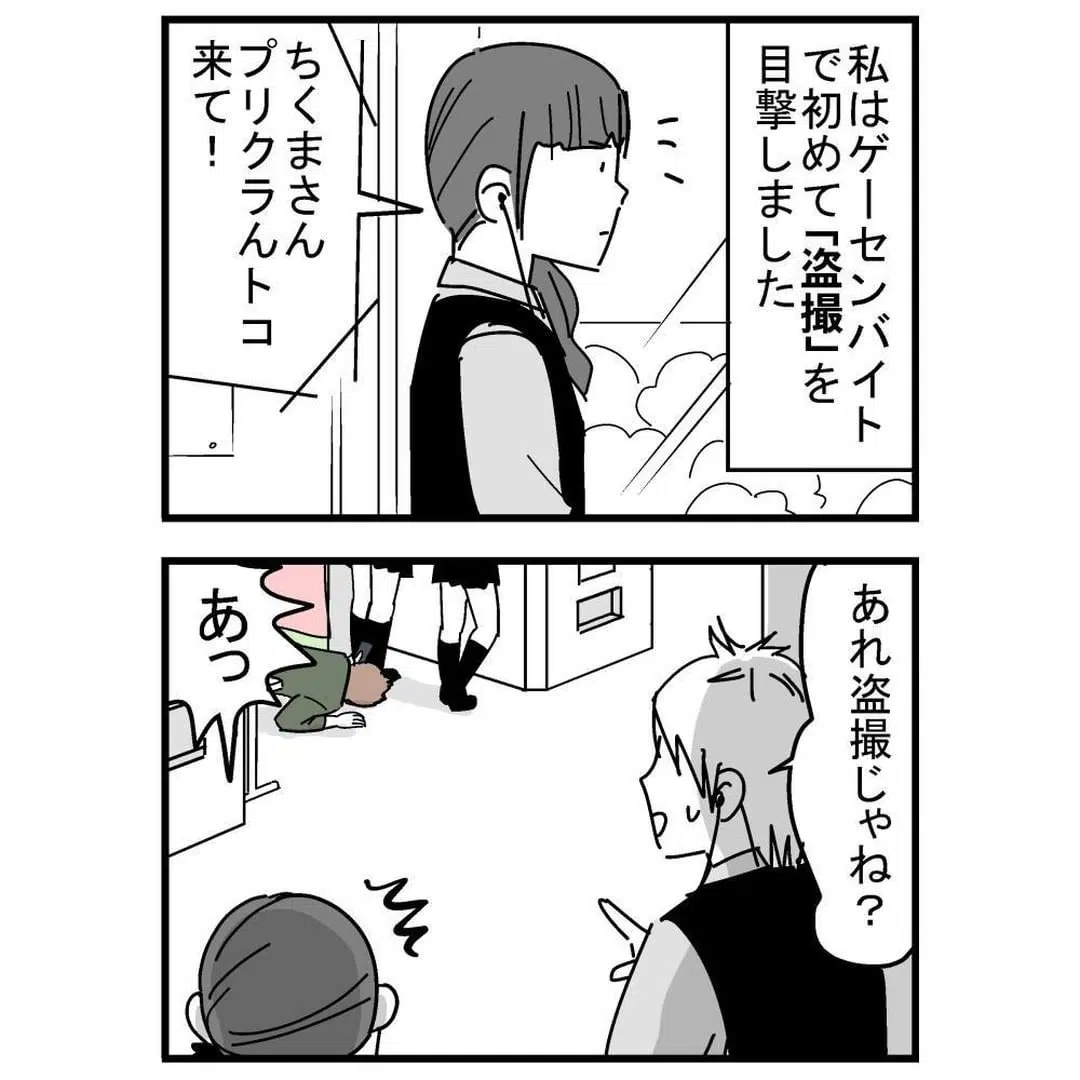 私はゲーセンバイト
で初めて「盗撮」を
目撃しました
ちくまさん
プリクラんトコ
来て！
あれ盗撮じゃね？
あっ